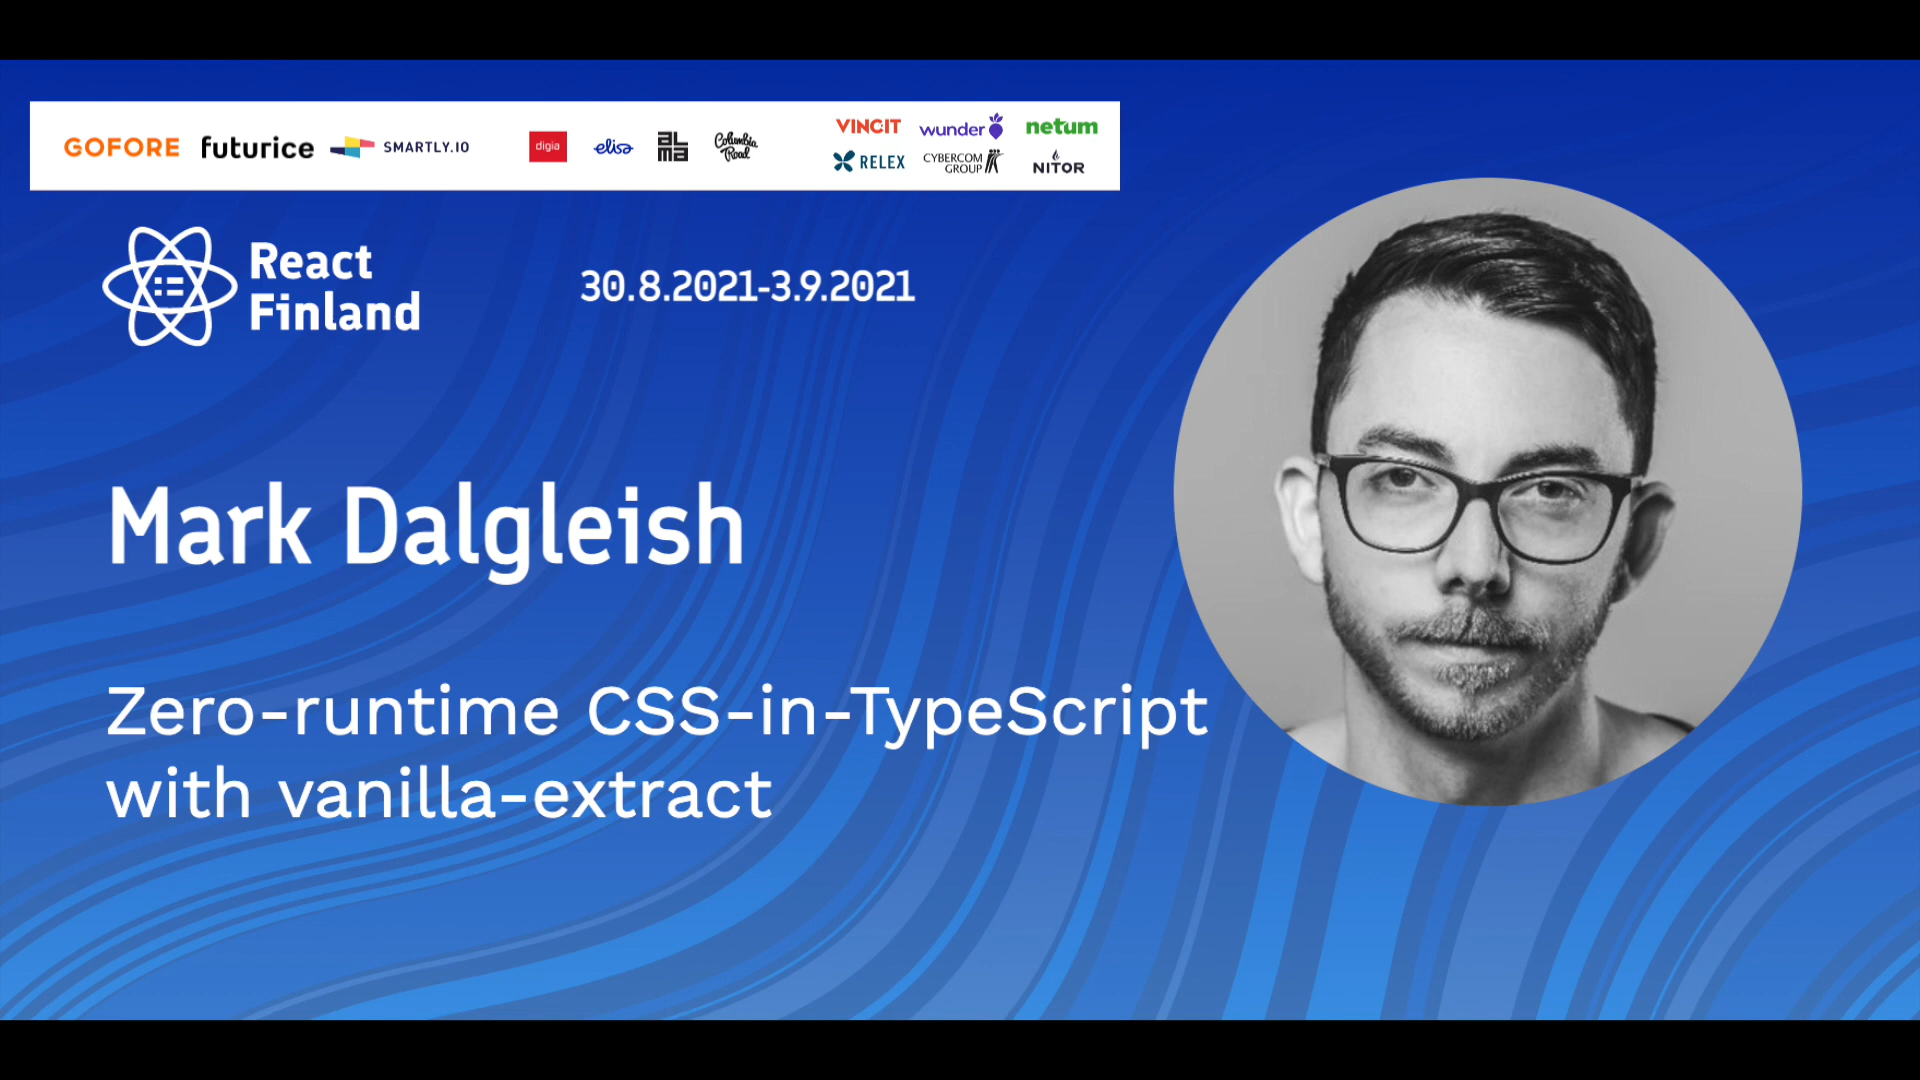 GOFORE futurice SMARTLY.IO digia elisa ALMA Columbia Road VINCIT wunder netum
RELEX CYBERCOM GROUP NITOR
React
Finland
30.8.2021-3.9.2021
Mark Dalgleish
Zero-runtime CSS-in-TypeScript
with vanilla-extract